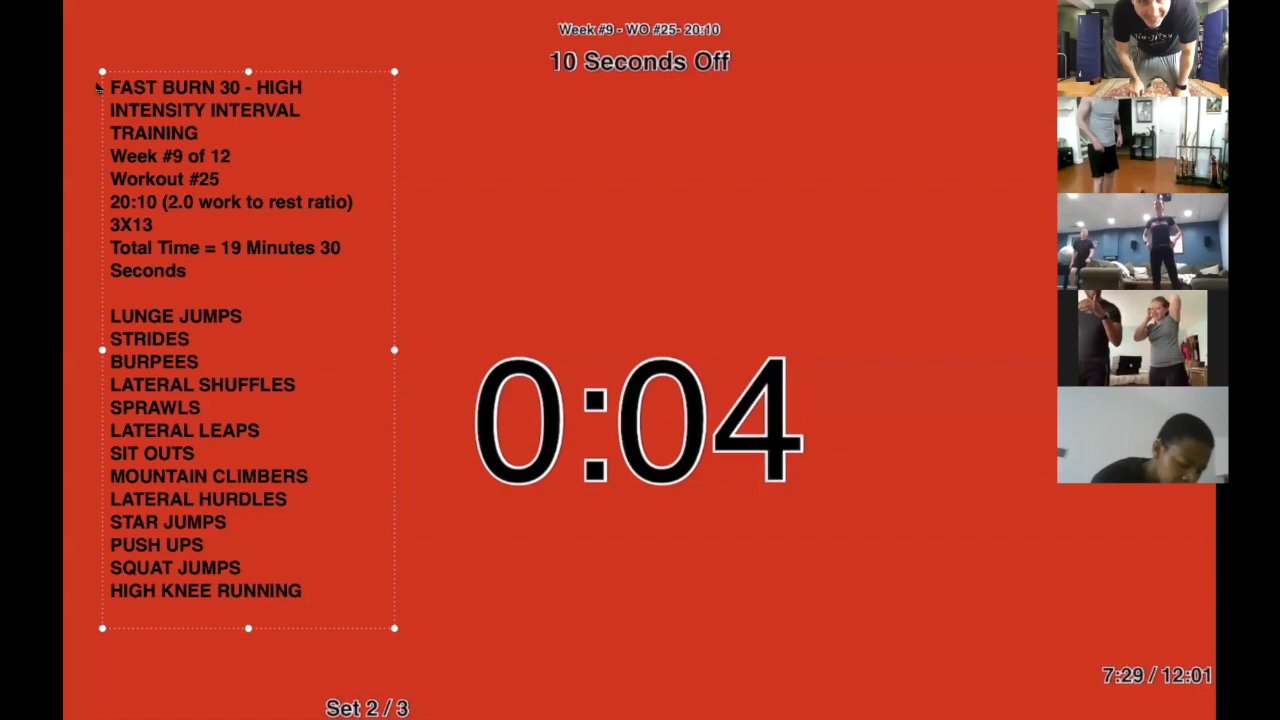 Week #9 - WO #25- 20:10
10 Seconds Off
FAST BURN 30 - HIGH
INTENSITY INTERVAL
TRAINING
Week #9 of 12
Workout #25
20:10 (2.0 work to rest ratio)
3X13
Total Time = 19 Minutes 30
Seconds
LUNGE JUMPS
STRIDES
BURPEES
LATERAL SHUFFLES
SPRAWLS
LATERAL LEAPS
SIT OUTS
MOUNTAIN CLIMBERS
LATERAL HURDLES
STAR JUMPS
PUSH UPS
SQUAT JUMPS
HIGH KNEE RUNNING
0:04
7:29 / 12:01
Set 2 / 3